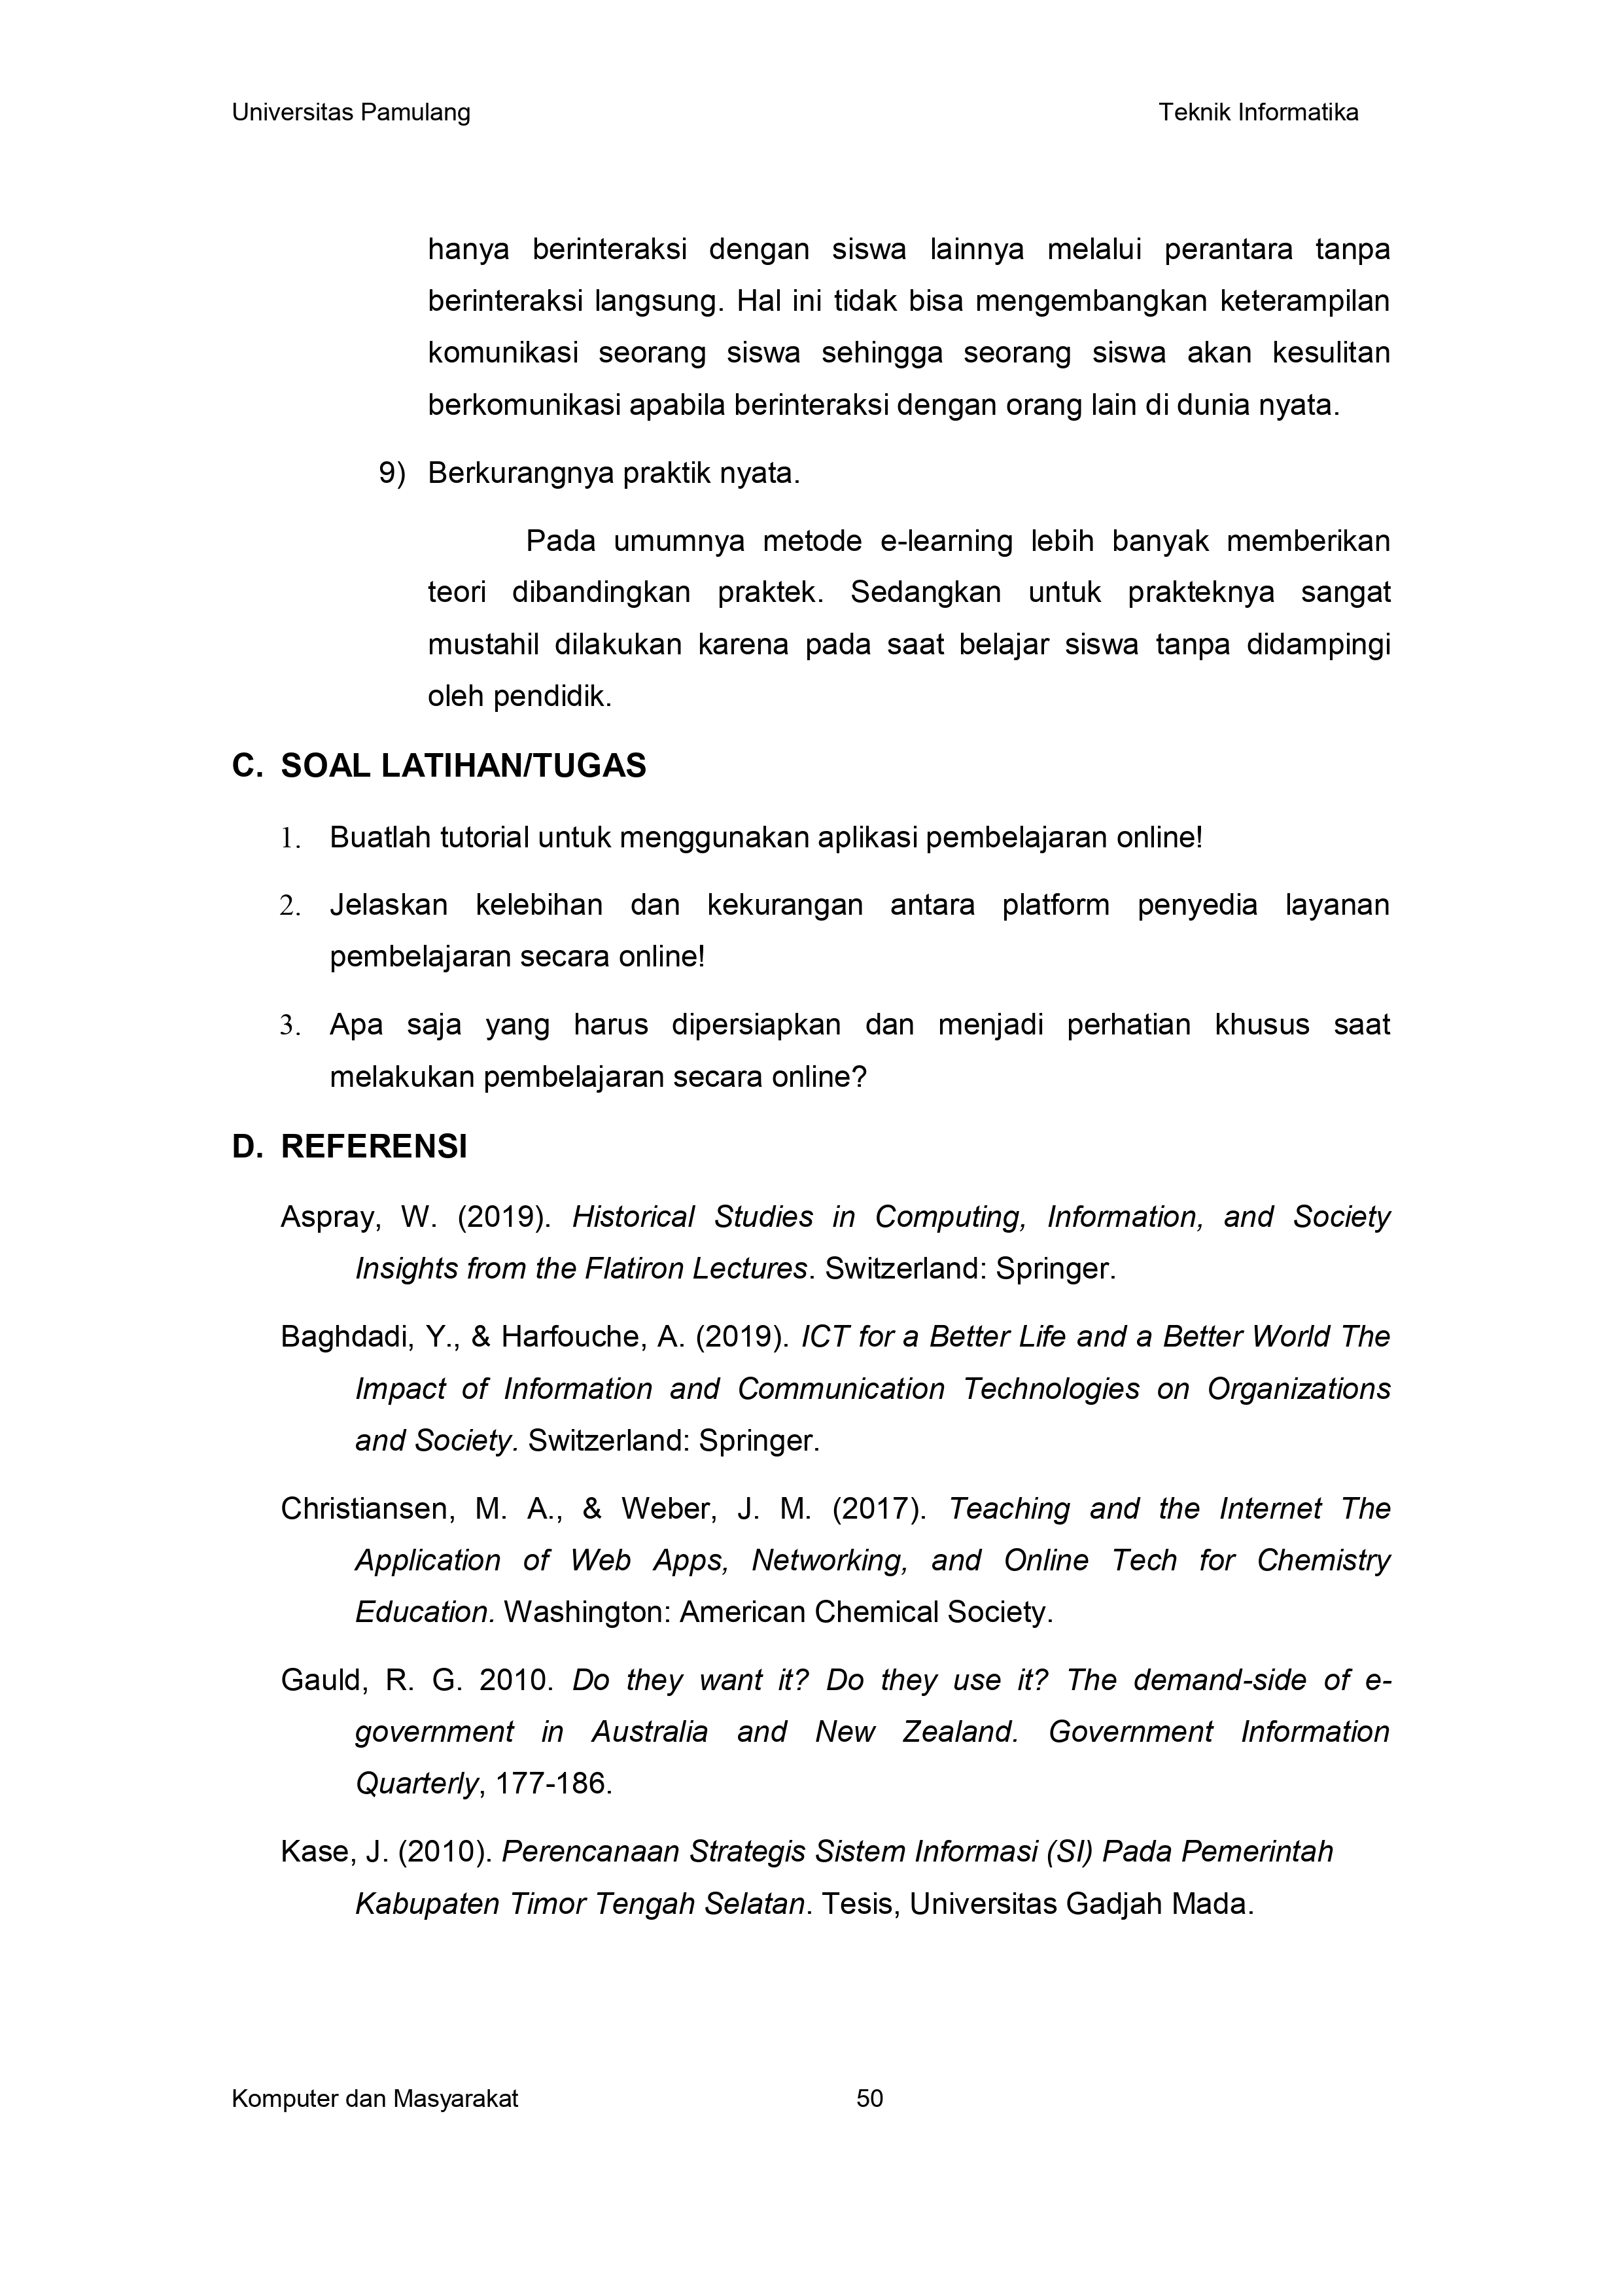 Universitas Pamulang Teknik Informatika
hanya berinteraksi dengan siswa lainnya melalui perantara tanpa
berinteraksi langsung. Hal ini tidak bisa mengembangkan keterampilan
komunikasi seorang siswa sehingga seorang siswa akan kesulitan
berkomunikasi apabila berinteraksi dengan orang lain di dunia nyata.
9) Berkurangnya praktik nyata.
Pada umumnya metode e-learning lebih banyak memberikan
teori dibandingkan praktek. Sedangkan untuk prakteknya sangat
mustahil dilakukan karena pada saat belajar siswa tanpa didampingi
oleh pendidik.
C. SOAL LATIHAN/TUGAS
1. Buatlah tutorial untuk menggunakan aplikasi pembelajaran online!
2. Jelaskan kelebihan dan kekurangan antara platform penyedia layanan
pembelajaran secara online!
3. Apa saja yang harus dipersiapkan dan menjadi perhatian khusus saat
melakukan pembelajaran secara online?
D. REFERENSI
Aspray, W. (2019). Historical Studies in Computing, Information, and Society
Insights from the Flatiron Lectures. Switzerland: Springer.
Baghdadi, Y., & Harfouche, A. (2019). ICT for a Better Life and a Better World The
Impact of Information and Communication Technologies on Organizations
and Society. Switzerland: Springer.
Christiansen, M. A., & Weber, J. M. (2017). Teaching and the Internet The
Application of Web Apps, Networking, and Online Tech for Chemistry
Education. Washington: American Chemical Society.
Gauld, R. G. 2010. Do they want it? Do they use it? The demand-side of e-
government in Australia and New Zealand. Government Information
Quarterly, 177-186.
Kase, J. (2010). Perencanaan Strategis Sistem Informasi (SI) Pada Pemerintah
Kabupaten Timor Tengah Selatan. Tesis, Universitas Gadjah Mada.
Komputer dan Masyarakat 50